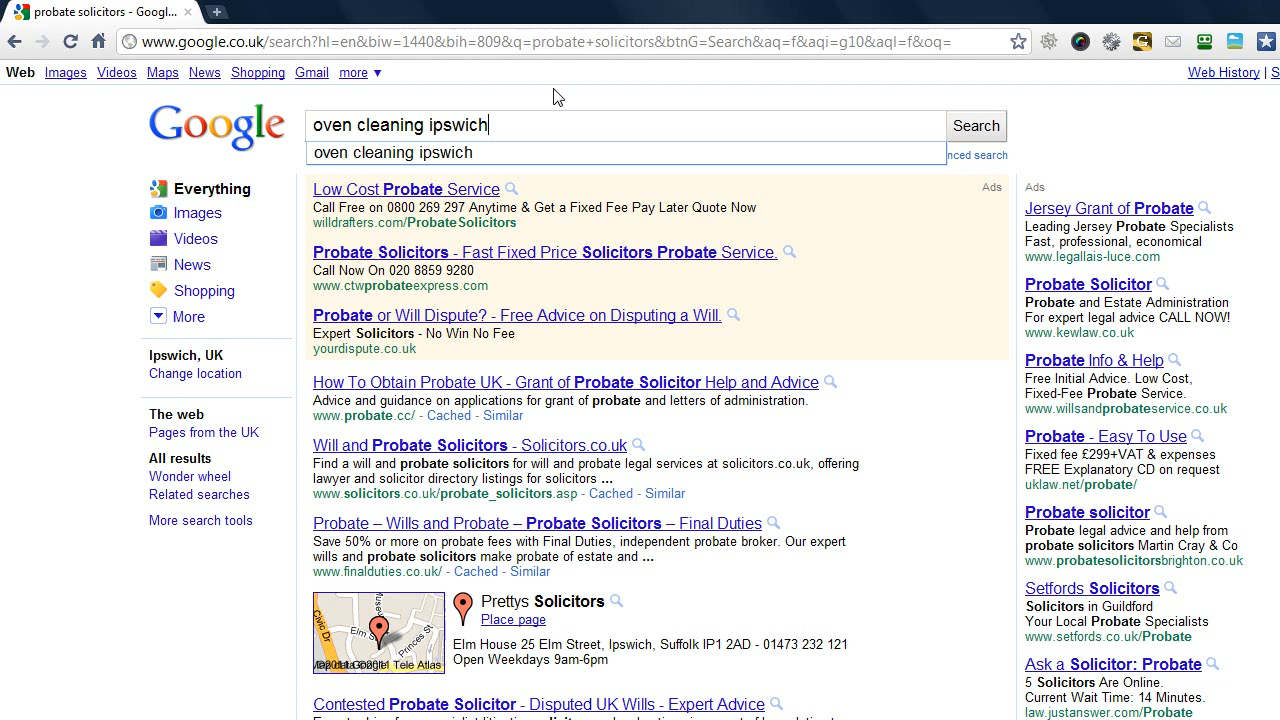 probate solicitors - Googl...
www.google.co.uk/search?hl=en&biw=1440&bih=809&q=probate+solicitors&btnG=Search&aq=f&aqi=g10&aql=f&oq=
Web Images Videos Maps News Shopping Gmail more ▼
Web History | S
Google
oven cleaning ipswich
Search
oven cleaning ipswich
nced search
Everything
Images
Videos
News
Shopping
More
Ipswich, UK
Change location
The web
Pages from the UK
All results
Wonder wheel
Related searches
More search tools
Ads
Low Cost Probate Service
Call Free on 0800 269 297 Anytime & Get a Fixed Fee Pay Later Quote Now
willdrafters.com/ProbateSolicitors
Probate Solicitors - Fast Fixed Price Solicitors Probate Service.
Call Now On 020 8859 9280
www.ctwprobateexpress.com
Probate or Will Dispute? - Free Advice on Disputing a Will.
Expert Solicitors - No Win No Fee
yourdispute.co.uk
How To Obtain Probate UK - Grant of Probate Solicitor Help and Advice
Advice and guidance on applications for grant of probate and letters of administration.
www.probate.cc/ - Cached - Similar
Will and Probate Solicitors - Solicitors.co.uk
Find a will and probate solicitors for will and probate legal services at solicitors.co.uk, offering
lawyer and solicitor directory listings for solicitors ...
www.solicitors.co.uk/probate_solicitors.asp - Cached - Similar
Probate – Wills and Probate – Probate Solicitors – Final Duties
Save 50% or more on probate fees with Final Duties, independent probate broker. Our expert
wills and probate solicitors make probate of estate and ...
www.finalduties.co.uk/ - Cached - Similar
Civic Dr
Elm St
Princes St
Tele Atlas
Prettys Solicitors
Place page
Elm House 25 Elm Street, Ipswich, Suffolk IP1 2AD - 01473 232 121
Open Weekdays 9am-6pm
Contested Probate Solicitor - Disputed UK Wills - Expert Advice
Ads
Jersey Grant of Probate
Leading Jersey Probate Specialists
Fast, professional, economical
www.legallais-luce.com
Probate Solicitor
Probate and Estate Administration
For expert legal advice CALL NOW!
www.kewlaw.co.uk
Probate Info & Help
Free Initial Advice. Low Cost,
Fixed-Fee Probate Service.
www.willsandprobateservice.co.uk
Probate - Easy To Use
Fixed fee £299+VAT & expenses
FREE Explanatory CD on request
uklaw.net/probate/
Probate solicitor
Probate legal advice and help from
probate solicitors Martin Cray & Co
www.probatesolicitorsbrighton.co.uk
Setfords Solicitors
Solicitors in Guildford
Your Local Probate Specialists
www.setfords.co.uk/Probate
Ask a Solicitor: Probate
5 Solicitors Are Online.
Current Wait Time: 14 Minutes.
law.justanswer.com/Probate